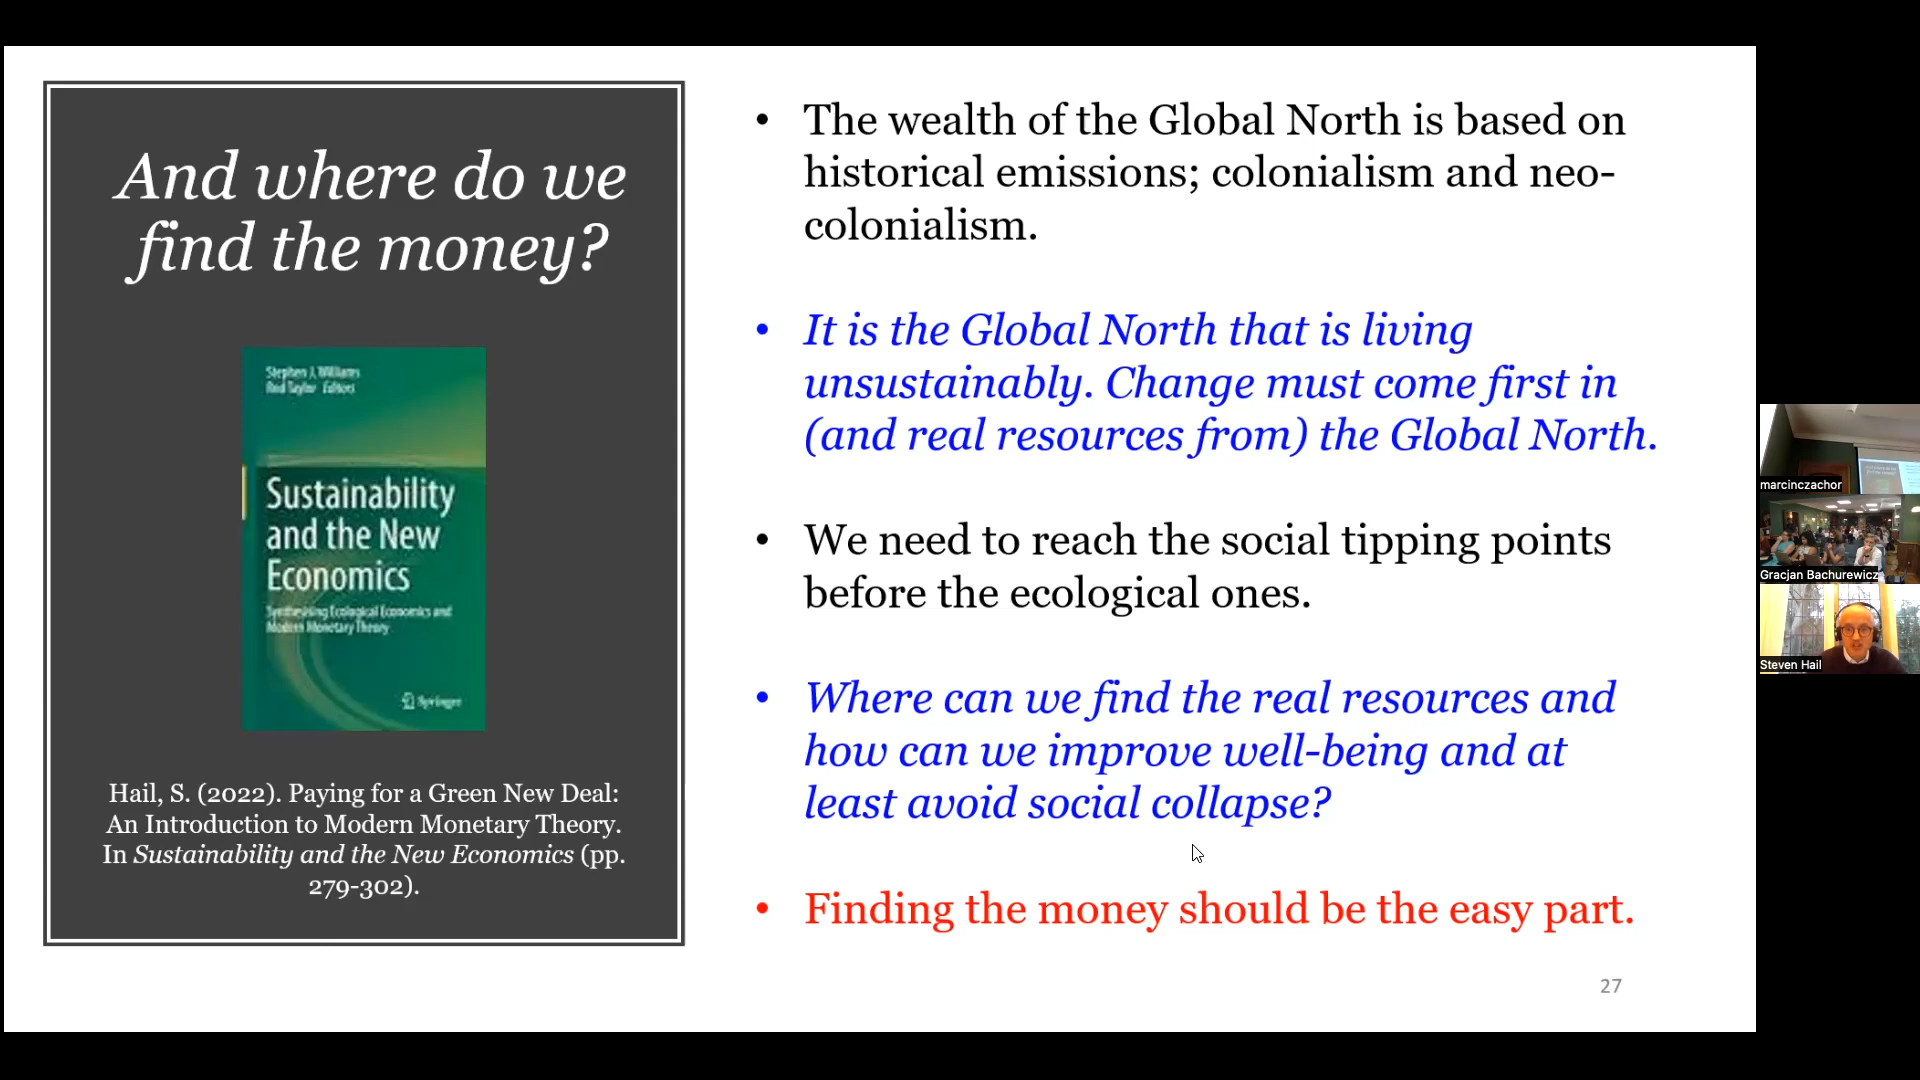 And where do we
find the money?
Stephen J. Williams
Rod Taylor Editors
Sustainability
and the New
Economics
Synthesising Ecological Economics and
Modern Monetary Theory
Springer
Hail, S. (2022). Paying for a Green New Deal:
An Introduction to Modern Monetary Theory.
In Sustainability and the New Economics (pp.
279-302).
• The wealth of the Global North is based on
historical emissions; colonialism and neo-
colonialism.
• It is the Global North that is living
unsustainably. Change must come first in
(and real resources from) the Global North.
• We need to reach the social tipping points
before the ecological ones.
• Where can we find the real resources and
how can we improve well-being and at
least avoid social collapse?
• Finding the money should be the easy part.
27
marcinczachor
Gracjan Bachurewicz
Steven Hail